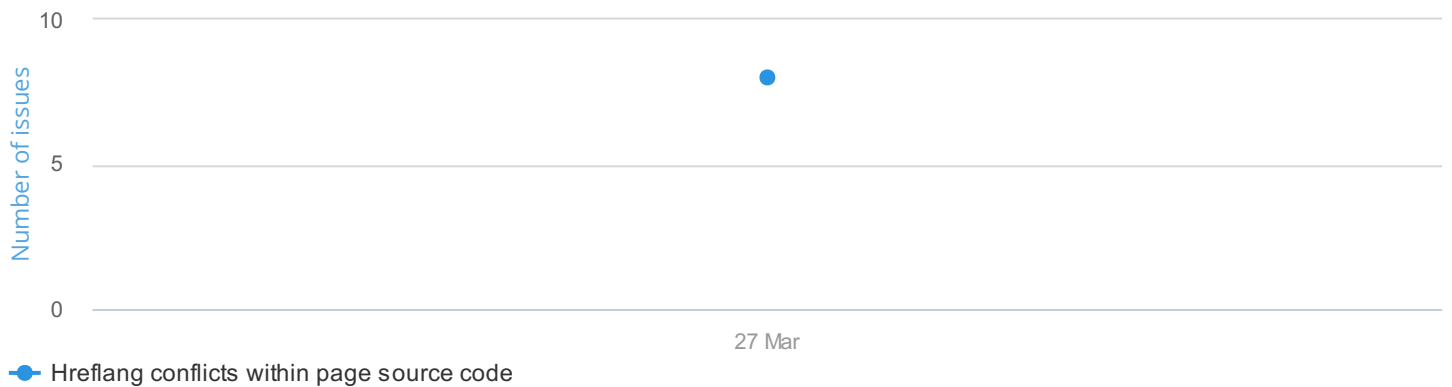 10
Number of issues
5
0
27 Mar
Hreflang conflicts within page source code